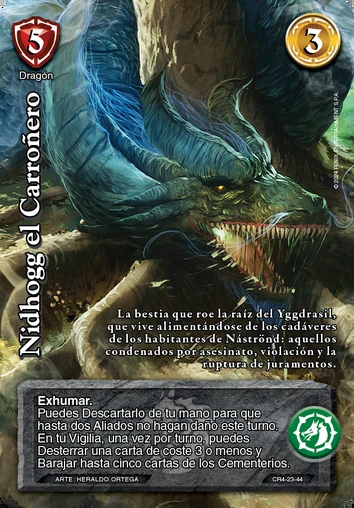 5
3
Dragón
Nidhogg el Carroñero
La bestia que roe la raíz del Yggdrasil,
que vive alimentándose de los cadáveres
de los habitantes de Náströnd: aquellos
condenados por asesinato, violación y la
ruptura de juramentos.
Exhumar.
Puedes Descartarlo de tu mano para que
hasta dos Aliados no hagan daño este turno.
En tu Vigilia, una vez por turno, puedes
Desterrar una carta de coste 3 o menos y
Barajar hasta cinco cartas de los Cementerios.
ARTE: HERALDO ORTEGA
CR4-23-44